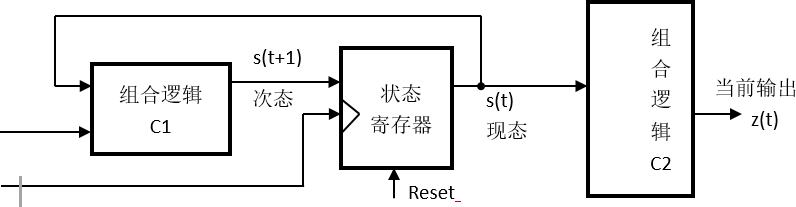 组合逻辑
C1
s(t+1)
次态
状态
寄存器
Reset_
s(t)
现态
组
合
逻
辑
C2
当前输出
z(t)